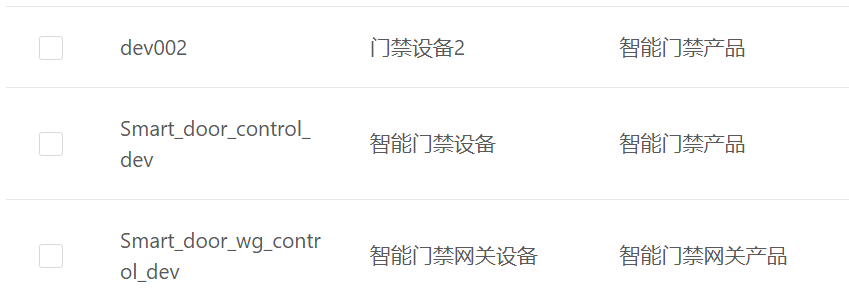 dev002 门禁设备2 智能门禁产品
Smart_door_control_
dev 智能门禁设备 智能门禁产品
Smart_door_wg_contr
ol_dev 智能门禁网关设备 智能门禁网关产品